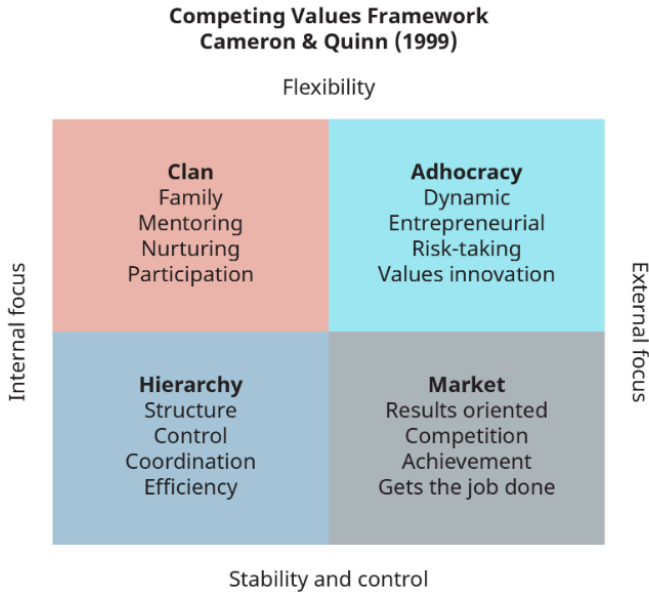 Competing Values Framework
Cameron & Quinn (1999)
Flexibility
Clan
Family
Mentoring
Nurturing
Participation
Adhocracy
Dynamic
Entrepreneurial
Risk-taking
Values innovation
Internal focus
External focus
Hierarchy
Structure
Control
Coordination
Efficiency
Market
Results oriented
Competition
Achievement
Gets the job done
Stability and control